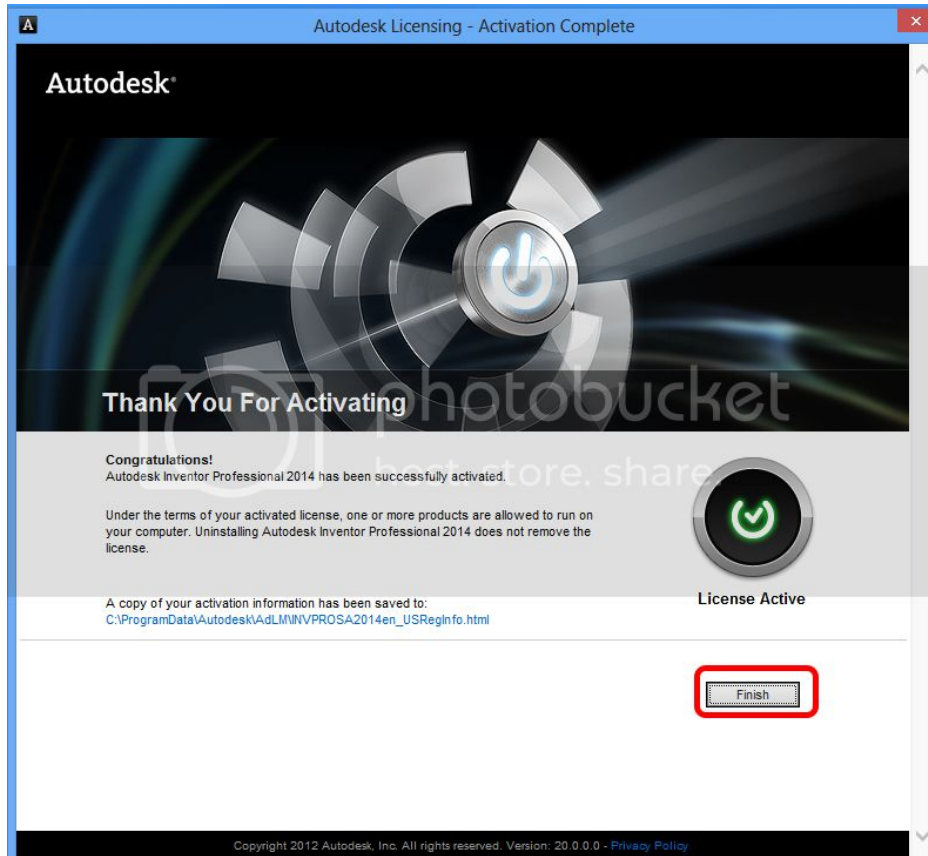 A
Autodesk Licensing - Activation Complete
Autodesk®
Thank You For Activating
photobucket
host. store. share.
Congratulations!
Autodesk Inventor Professional 2014 has been successfully activated.
Under the terms of your activated license, one or more products are allowed to run on
your computer. Uninstalling Autodesk Inventor Professional 2014 does not remove the
license.
License Active
A copy of your activation information has been saved to:
C:\ProgramData\Autodesk\AdLM\INVPROSA2014en_USRegInfo.html
Finish
Copyright 2012 Autodesk, Inc. All rights reserved. Version: 20.0.0.0 - Privacy Policy